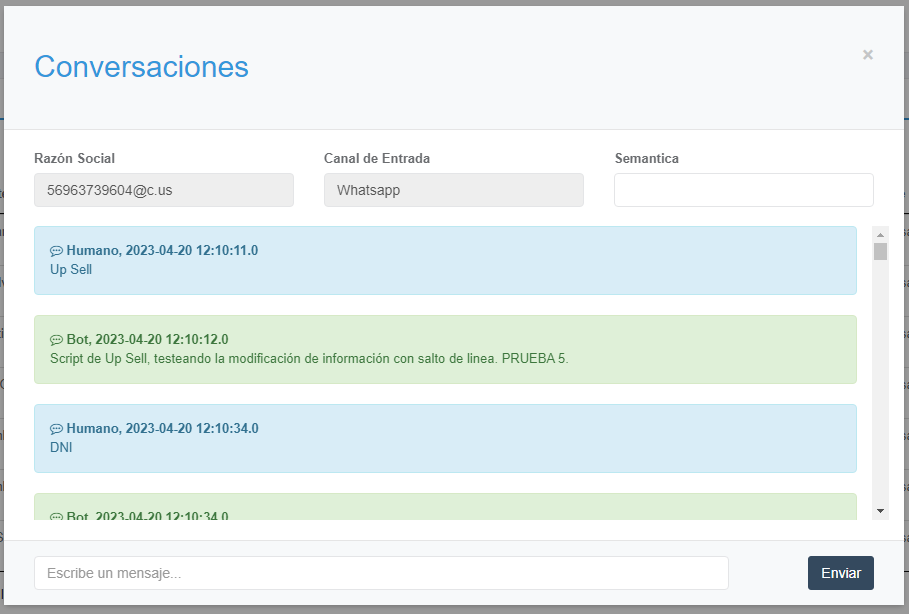 Conversaciones
×
Razón Social
Canal de Entrada
Semantica
56963739604@c.us
Whatsapp
Humano, 2023-04-20 12:10:11.0
Up Sell
Bot, 2023-04-20 12:10:12.0
Script de Up Sell, testeando la modificación de información con salto de linea. PRUEBA 5.
Humano, 2023-04-20 12:10:34.0
DNI
Bot, 2023-04-20 12:10:34.0
Escribe un mensaje...
Enviar